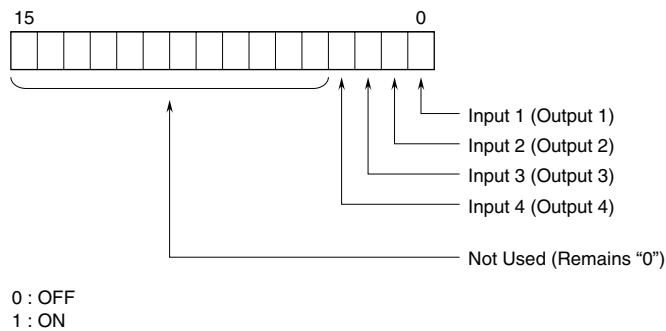 15 0
Input 1 (Output 1)
Input 2 (Output 2)
Input 3 (Output 3)
Input 4 (Output 4)
Not Used (Remains “0”)
0 : OFF
1 : ON